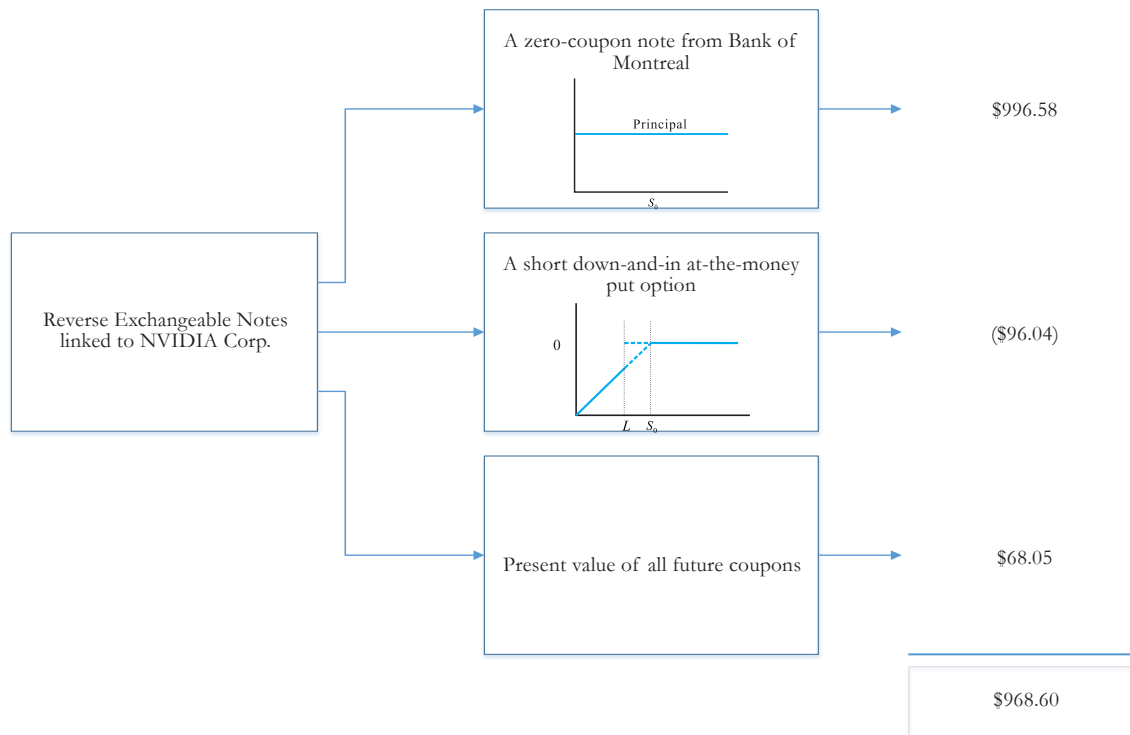 A zero-coupon note from Bank of
Montreal
Principal
S₀
$996.58
Reverse Exchangeable Notes
linked to NVIDIA Corp.
A short down-and-in at-the-money
put option
0
L S₀
($96.04)
Present value of all future coupons
$68.05
$968.60